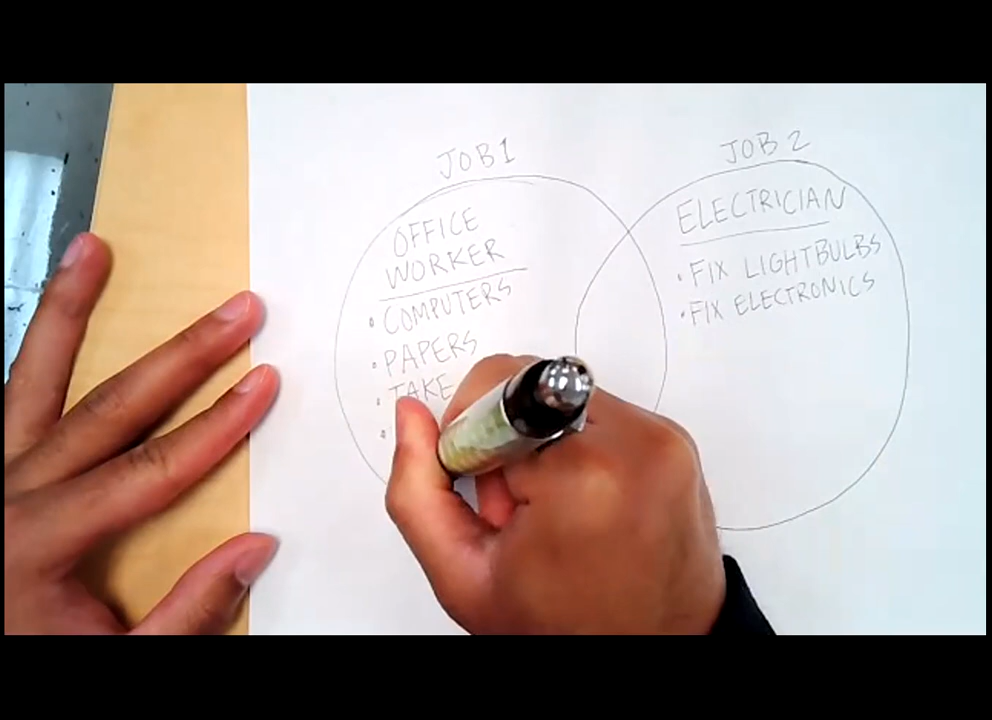 JOB 1
JOB 2
OFFICE
WORKER
• COMPUTERS
• PAPERS
• TAKE
•
ELECTRICIAN
• FIX LIGHTBULBS
• FIX ELECTRONICS